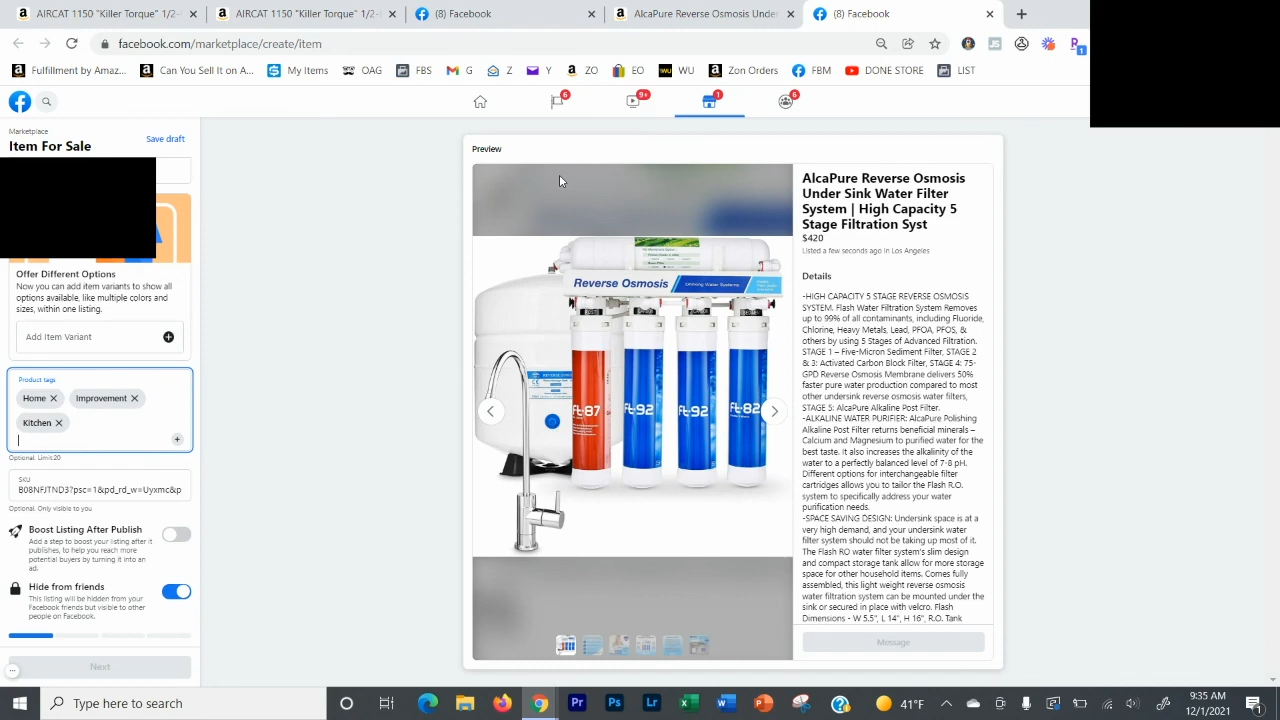 AIRCAT 1150 "Killer Torque" 1/2-
AIRCAT 1150 "Killer Torque" 1/2-
(8) Facebook
AlcaPure Reverse Osmosis Under
(8) Facebook
facebook.com/marketplace/create/item
Fulfillment by Amaz...
Can You Sell It on A...
My Items
OAG
FBS
G
Z
Y
ZO
EO
WU
Zon Orders
FBM
DONE STORE
LIST
6
9+
1
6
Marketplace
Item For Sale
Save draft
Offer Different Options
Now you can add item variants to show all
options available, like multiple colors and
sizes, within one listing.
Add Item Variant
Product tags
Home
Improvement
Kitchen
Optional. Limit:20
SKU
B08NFJTND3?psc=1&pd_rd_w=Uyxmc&p
Optional. Only visible to you
Boost Listing After Publish
Add a step to boost your listing after it
publishes, to help you reach more
potential buyers by turning it into an
ad.
Hide from friends
This listing will be hidden from your
Facebook friends but visible to other
people on Facebook.
Next
Preview
Reverse Osmosis
Drinking Water Systems
Ft-87
Ft-92
Ft-92
Ft-82
AlcaPure Reverse Osmosis
Under Sink Water Filter
System | High Capacity 5
Stage Filtration Syst
$420
Listed a few seconds ago in Los Angeles
Details
-HIGH CAPACITY 5 STAGE REVERSE OSMOSIS
SYSTEM. Flash Water Filtration System Removes
up to 99% of all contaminants, including Fluoride,
Chlorine, Heavy Metals, Lead, PFOA, PFOS, &
others by using 5 Stages of Advanced Filtration.
STAGE 1 – Five-Micron Sediment Filter, STAGE 2
& 3: Activated Carbon Block Filter, STAGE 4: 75-
GPD Reverse Osmosis Membrane delivers 50%
faster pure water production compared to most
other undersink reverse osmosis water filters,
STAGE 5: AlcaPure Alkaline Post Filter.
-ALKALINE WATER PURIFIER: AlcaPure Polishing
Alkaline Post Filter returns beneficial minerals –
Calcium and Magnesium to purified water for the
best taste. It also increases the alkalinity of the
water to a perfectly balanced level of 7-8 pH.
Different options for interchangeable filter
cartridges allows you to tailor the Flash R.O.
system to specifically address your water
purification needs.
-SPACE SAVING DESIGN: Undersink space is at a
very high demand, and your undersink water
filter system should not be taking up most of it.
The Flash RO water filter system's slim design
and compact storage tank allow for more storage
space for other household items. Comes fully
assembled, this light weight reverse osmosis
water filtration system can be mounted under the
sink or secured in place with velcro. Flash
Dimensions - W 5.5", L 14", H 16", R.O. Tank
Message
Type here to search
41°F
9:35 AM
12/1/2021